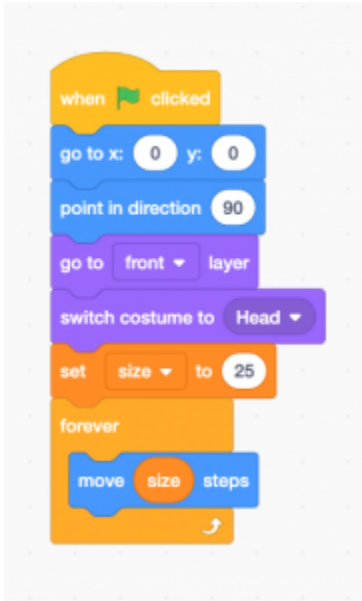 when clicked
go to x: 0 y: 0
point in direction 90
go to front layer
switch costume to Head
set size to 25
forever
move size steps